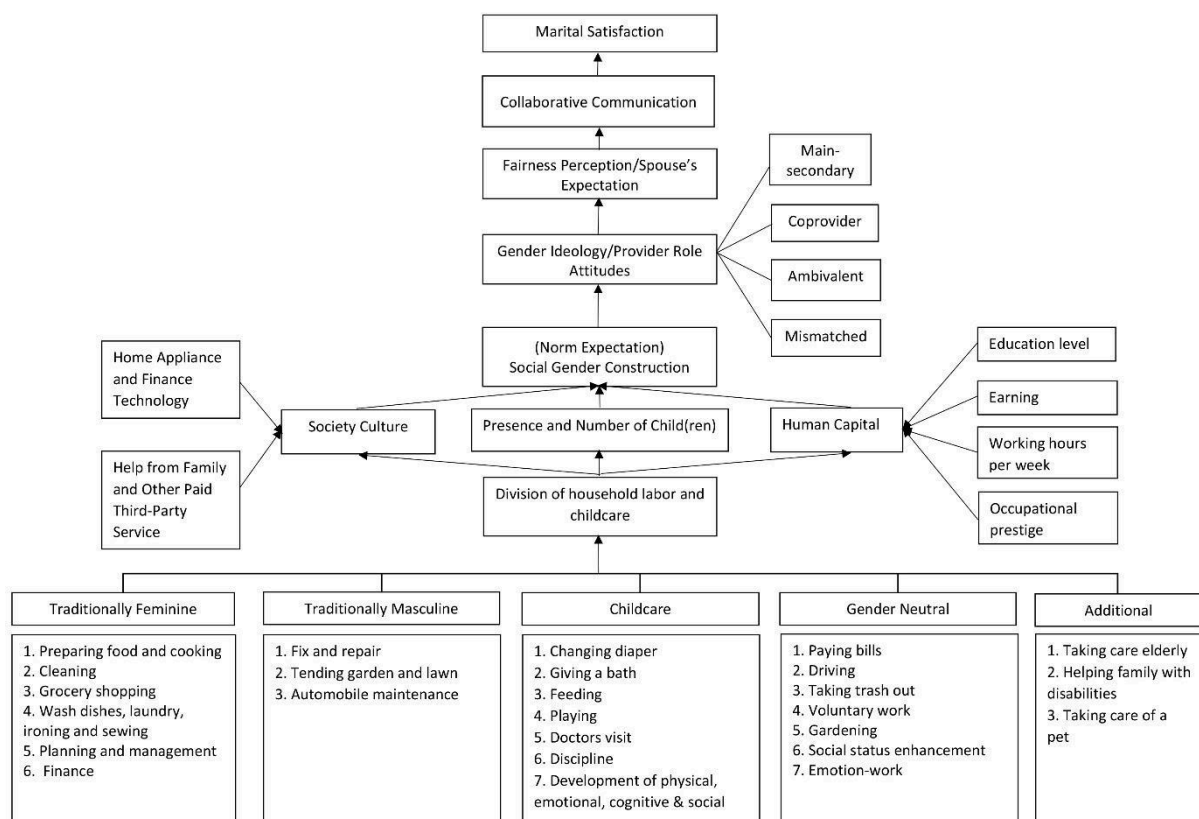 Marital Satisfaction
Collaborative Communication
Fairness Perception/Spouse's
Expectation
Main-
secondary
Coprovider
Gender Ideology/Provider Role
Attitudes
Ambivalent
Mismatched
(Norm Expectation)
Social Gender Construction
Home Appliance
and Finance
Technology
Education level
Earning
Society Culture
Presence and Number of Child(ren)
Human Capital
Working hours
per week
Help from Family
and Other Paid
Third-Party
Service
Division of household labor and
childcare
Occupational
prestige
Traditionally Feminine
1. Preparing food and cooking
2. Cleaning
3. Grocery shopping
4. Wash dishes, laundry,
ironing and sewing
5. Planning and management
6. Finance
Traditionally Masculine
1. Fix and repair
2. Tending garden and lawn
3. Automobile maintenance
Childcare
1. Changing diaper
2. Giving a bath
3. Feeding
4. Playing
5. Doctors visit
6. Discipline
7. Development of physical,
emotional, cognitive & social
Gender Neutral
1. Paying bills
2. Driving
3. Taking trash out
4. Voluntary work
5. Gardening
6. Social status enhancement
7. Emotion-work
Additional
1. Taking care elderly
2. Helping family with
disabilities
3. Taking care of a
pet